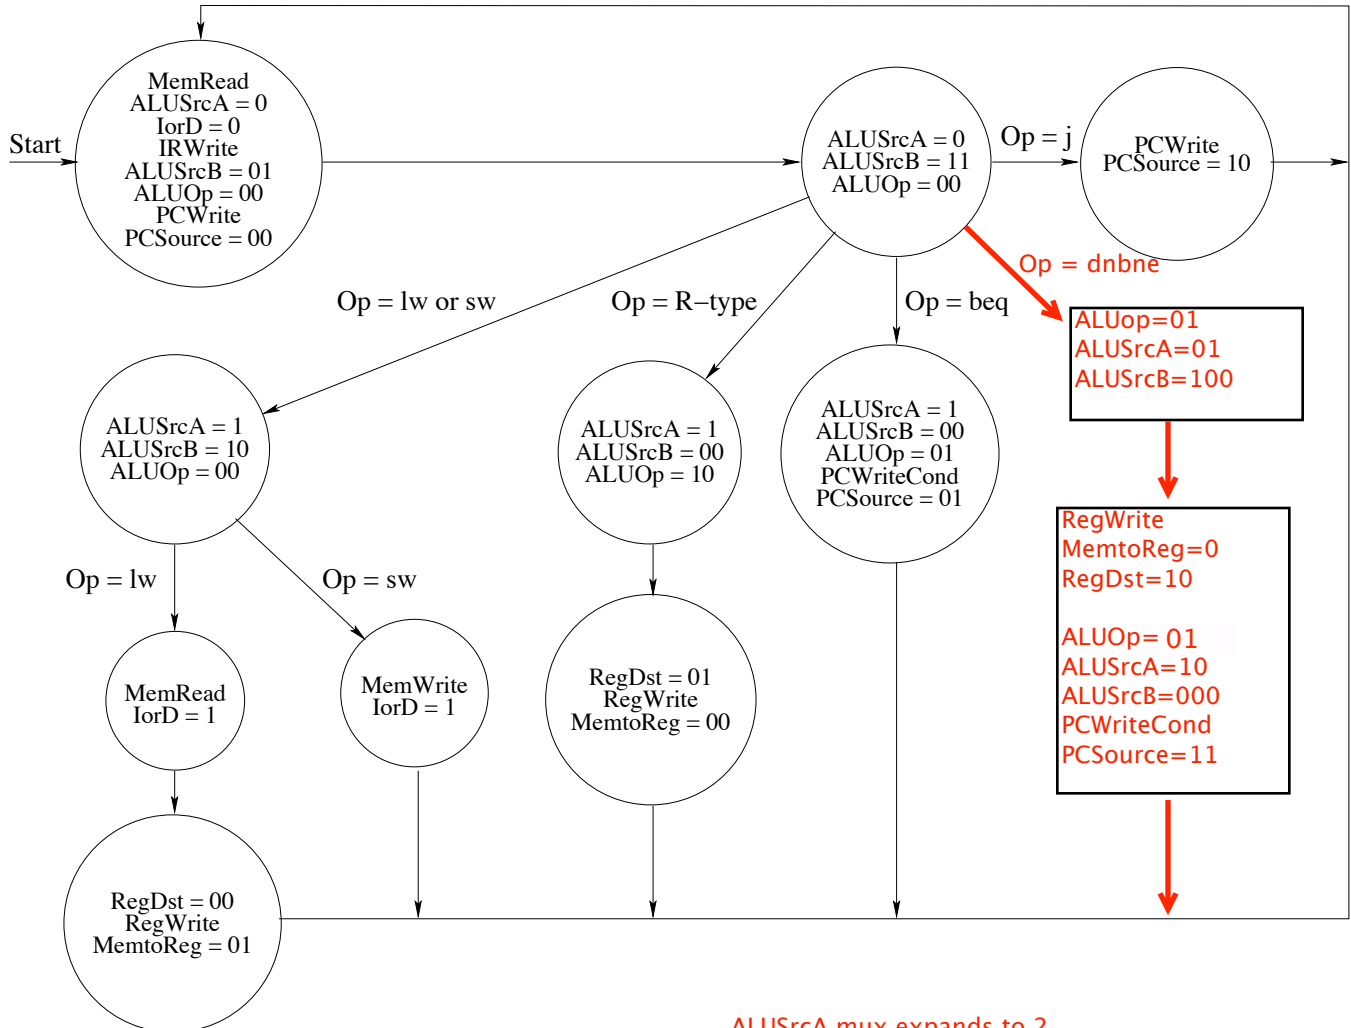 Start
MemRead
ALUSrcA = 0
IorD = 0
IRWrite
ALUSrcB = 01
ALUOp = 00
PCWrite
PCSource = 00
ALUSrcA = 0
ALUSrcB = 11
ALUOp = 00
Op = j
PCWrite
PCSource = 10
Op = dnbne
Op = lw or sw
Op = R-type
Op = beq
ALUop=01
ALUSrcA=01
ALUSrcB=100
ALUSrcA = 1
ALUSrcB = 10
ALUOp = 00
ALUSrcA = 1
ALUSrcB = 00
ALUOp = 10
ALUSrcA = 1
ALUSrcB = 00
ALUOp = 01
PCWriteCond
PCSource = 01
RegWrite
MemtoReg=0
RegDst=10
ALUOp= 01
ALUSrcA=10
ALUSrcB=000
PCWriteCond
PCSource=11
Op = lw
Op = sw
MemRead
IorD = 1
MemWrite
IorD = 1
RegDst = 01
RegWrite
MemtoReg = 00
RegDst = 00
RegWrite
MemtoReg = 01
ALUSrcA mux expands to 2